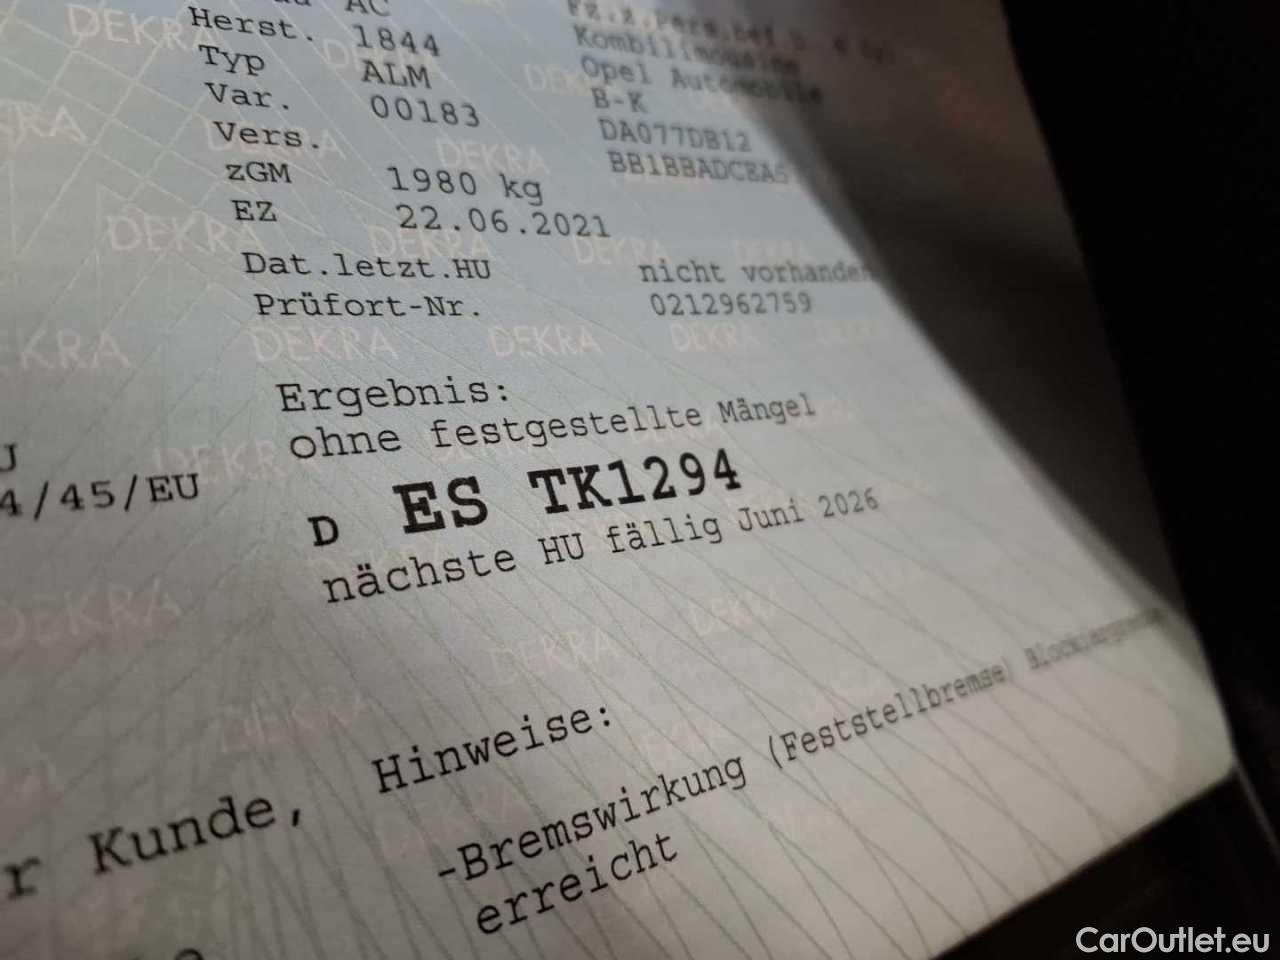 AC
Herst. 1844 Kombilimousine
Typ ALM Opel Automobile
Var. 00183 B-K
Vers. DA077DB12
BB1BBADCEA5
zGM 1980 kg
EZ 22.06.2021
Dat.letzt.HU nicht vorhanden
Prüfort-Nr. 0212962759
Ergebnis:
ohne festgestellte Mängel
4/45/EU
D ES TK1294
nächste HU fällig Juni 2026
r Kunde, Hinweise:
-Bremswirkung (Feststellbremse)
erreicht
DEKRA
CarOutlet.eu